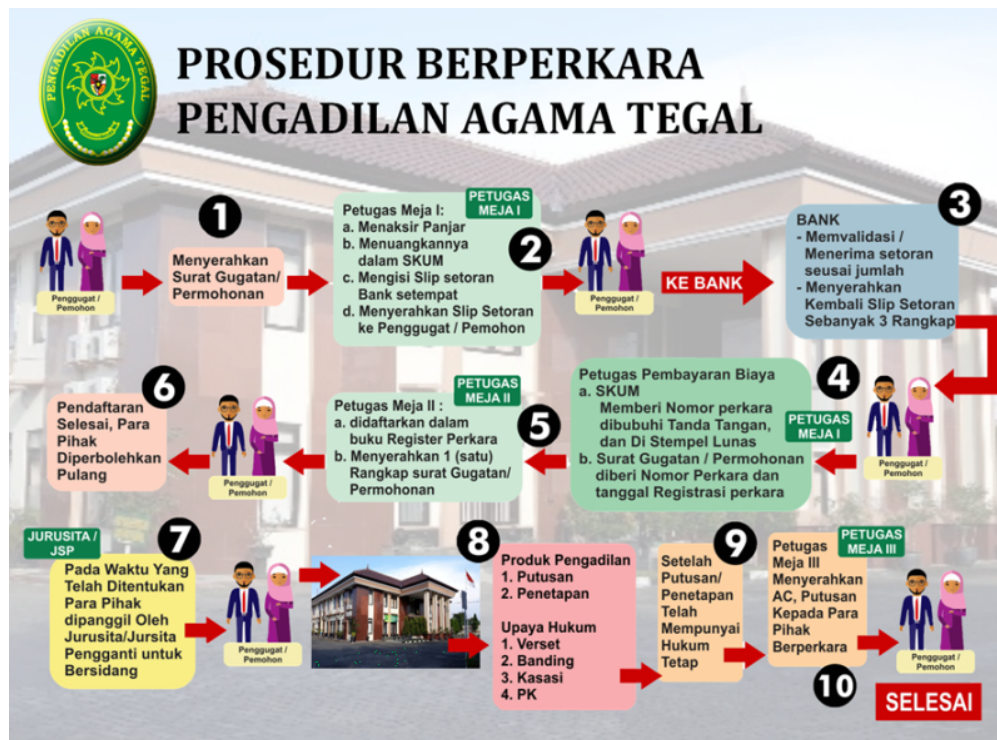 PENGADILAN AGAMA TEGAL
PROSEDUR BERPERKARA
PENGADILAN AGAMA TEGAL
Penggugat /
Pemohon
1
Menyerahkan
Surat Gugatan/
Permohonan
PETUGAS
MEJA I
2
Petugas Meja I:
a. Menaksir Panjar
b. Menuangkannya
dalam SKUM
c. Mengisi Slip setoran
Bank setempat
d. Menyerahkan Slip Setoran
ke Penggugat / Pemohon
Penggugat /
Pemohon
KE BANK
3
BANK
- Memvalidasi /
Menerima setoran
seusai jumlah
- Menyerahkan
Kembali Slip Setoran
Sebanyak 3 Rangkap
Penggugat /
Pemohon
4
PETUGAS
MEJA I
Petugas Pembayaran Biaya
a. SKUM
Memberi Nomor perkara
dibubuhi Tanda Tangan,
dan Di Stempel Lunas
b. Surat Gugatan / Permohonan
diberi Nomor Perkara dan
tanggal Registrasi perkara
PETUGAS
MEJA II
5
Petugas Meja II :
a. didaftarkan dalam
buku Register Perkara
b. Menyerahkan 1 (satu)
Rangkap surat Gugatan/
Permohonan
Penggugat /
Pemohon
6
Pendaftaran
Selesai, Para
Pihak
Diperbolehkan
Pulang
JURUSITA /
JSP
7
Pada Waktu Yang
Telah Ditentukan
Para Pihak
dipanggil Oleh
Jurusita/Jursita
Pengganti untuk
Bersidang
Penggugat /
Pemohon
8
Produk Pengadilan
1. Putusan
2. Penetapan
Upaya Hukum
1. Verset
2. Banding
3. Kasasi
4. PK
9
Setelah
Putusan/
Penetapan
Telah
Mempunyai
Hukum
Tetap
PETUGAS
MEJA III
Petugas
Meja III
Menyerahkan
AC, Putusan
Kepada Para
Pihak
Berperkara
10
Penggugat /
Pemohon
SELESAI